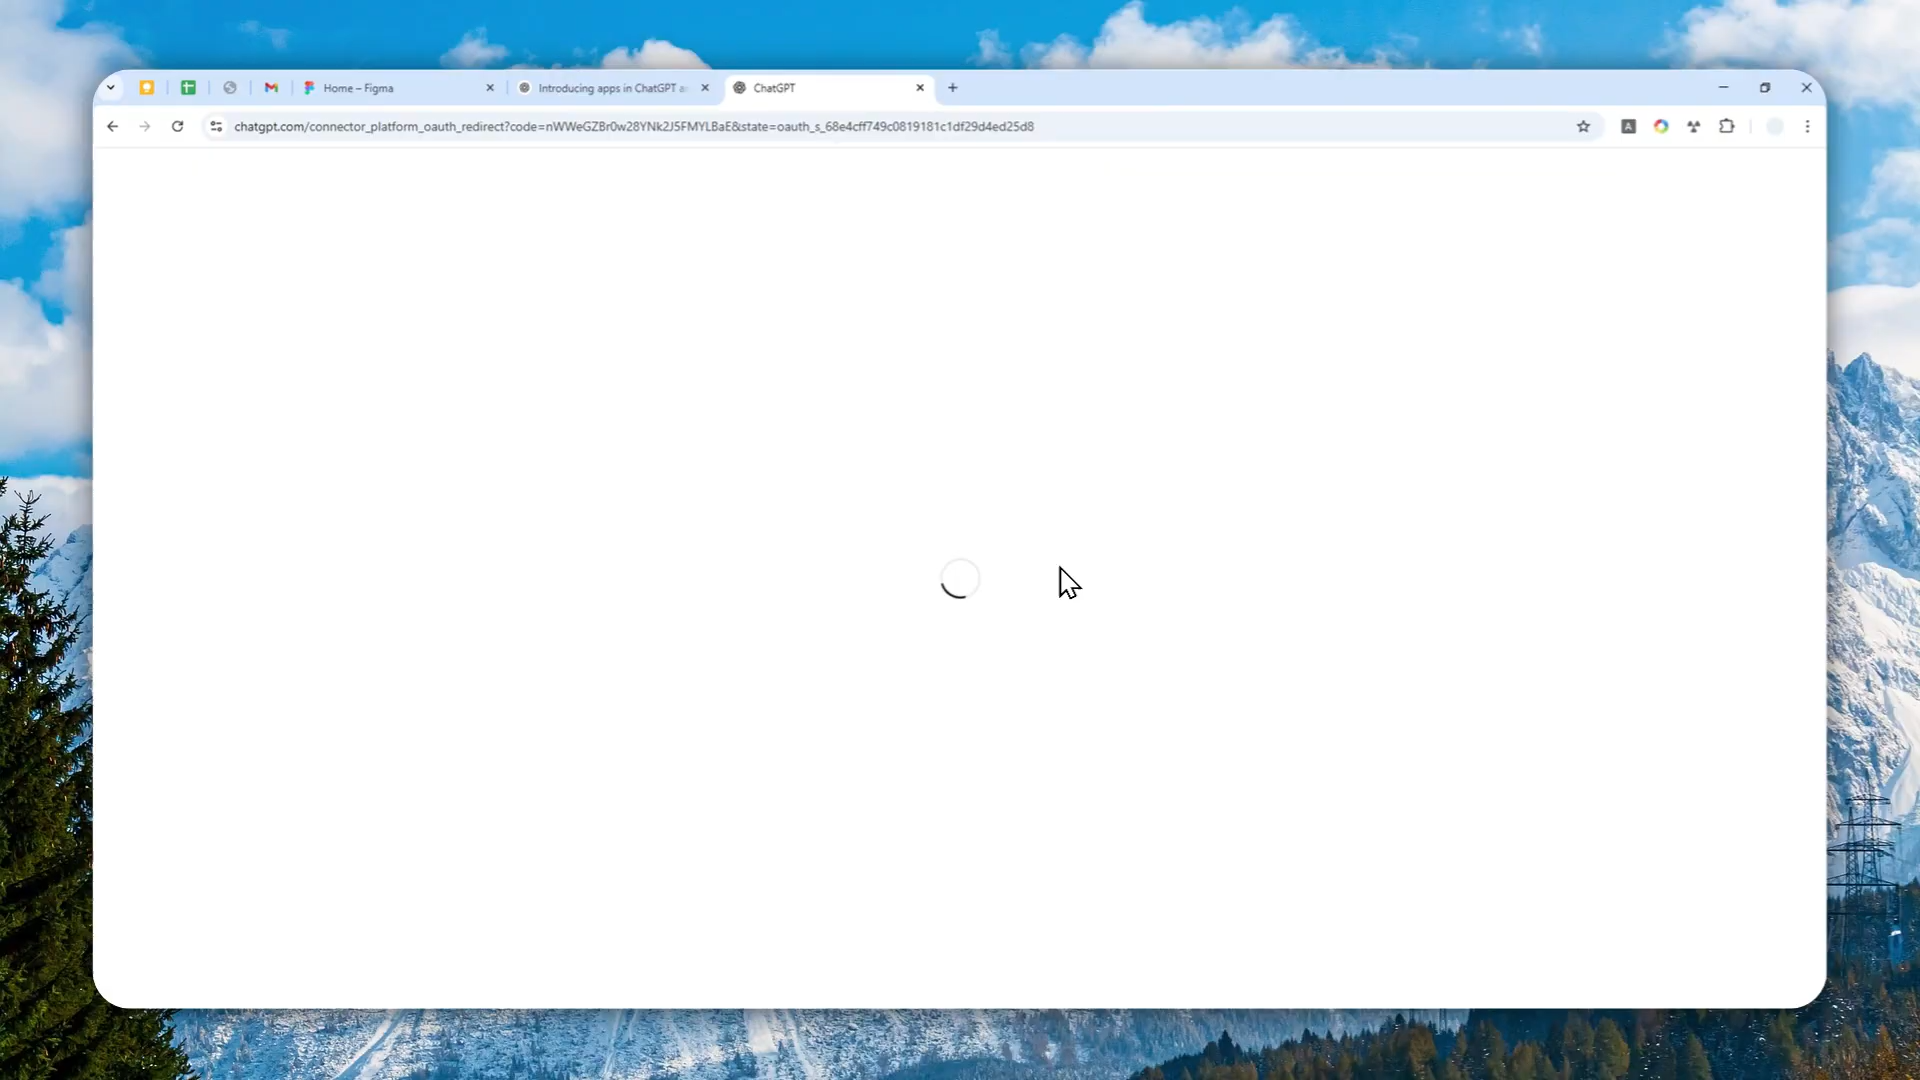 Home – Figma
Introducing apps in ChatGPT a
ChatGPT
chatgpt.com/connector_platform_oauth_redirect?code=nWWeGZBr0w28YNk2J5FMYLBaE&state=oauth_s_68e4cff749c0819181c1df29d4ed25d8
A